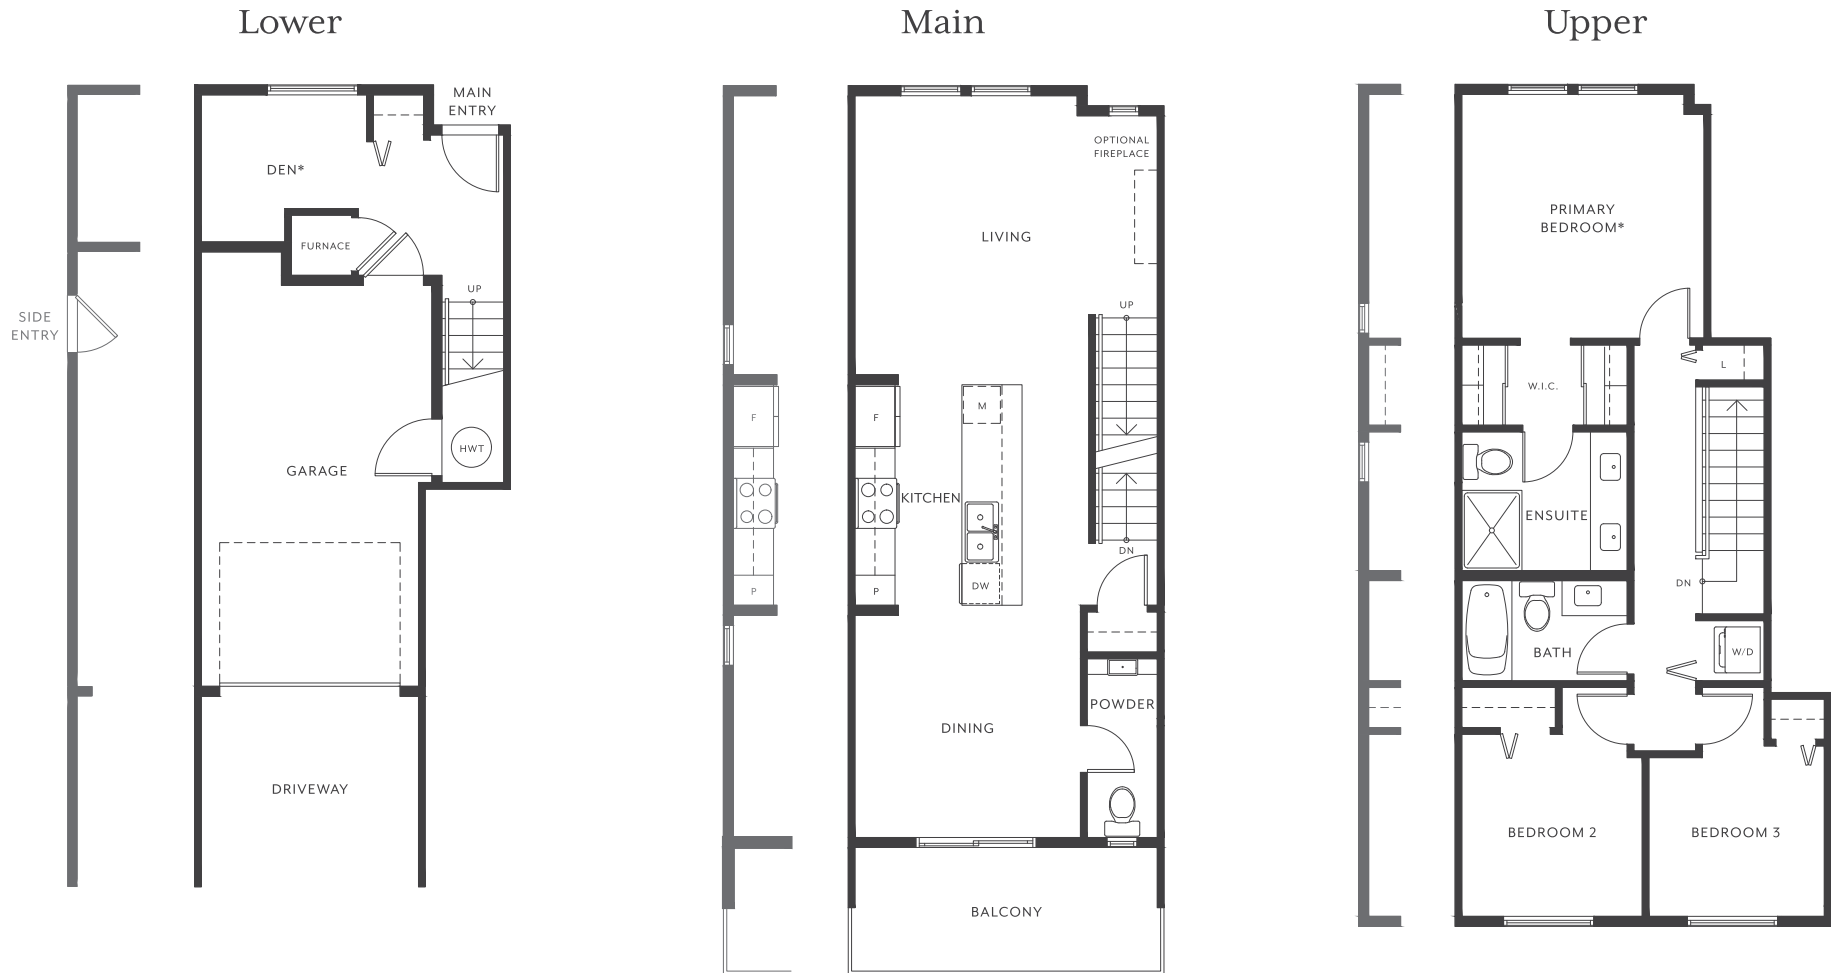 Lower
MAIN
ENTRY
DEN*
FURNACE
UP
SIDE
ENTRY
HWT
GARAGE
DRIVEWAY
Main
OPTIONAL
FIREPLACE
LIVING
UP
M
F
F
KITCHEN
DN
DW
P
P
POWDER
DINING
BALCONY
Upper
PRIMARY
BEDROOM*
L
W.I.C.
ENSUITE
DN
BATH
W/D
BEDROOM 2
BEDROOM 3